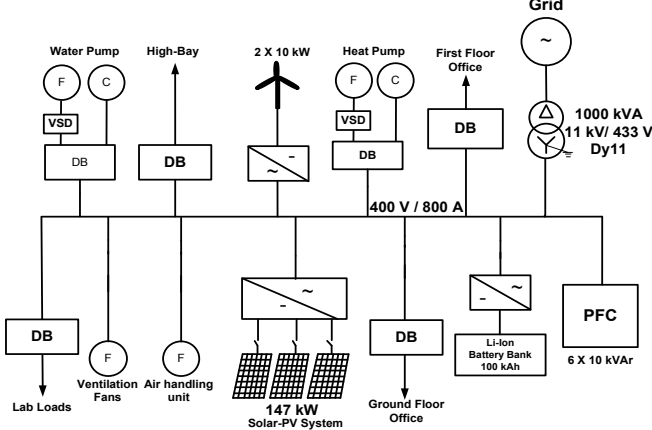 Grid
~
Water Pump
High-Bay
2 X 10 kW
Heat Pump
First Floor
Office
F
C
F
C
VSD
VSD
DB
DB
DB
DB
-
~
Δ
Y
1000 kVA
11 kV/ 433 V
Dy11
400 V / 800 A
~
-
~
-
DB
F
F
DB
PFC
Ventilation
Fans
Air handling
unit
Li-Ion
Battery Bank
100 kAh
6 X 10 kVAr
Lab Loads
147 kW
Solar-PV System
Ground Floor
Office